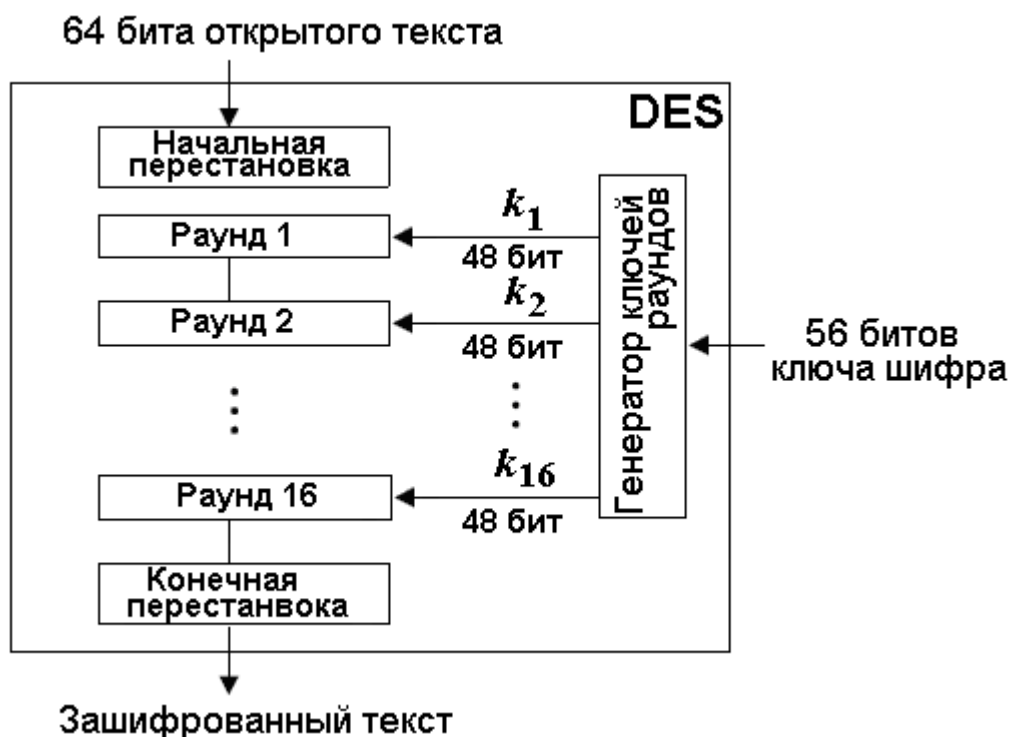 64 бита открытого текста
DES
Начальная
перестановка
k1
Раунд 1
48 бит
k2
Раунд 2
48 бит
Генератор ключей
раундов
56 битов
ключа шифра
k16
Раунд 16
48 бит
Конечная
перестанвока
Зашифрованный текст